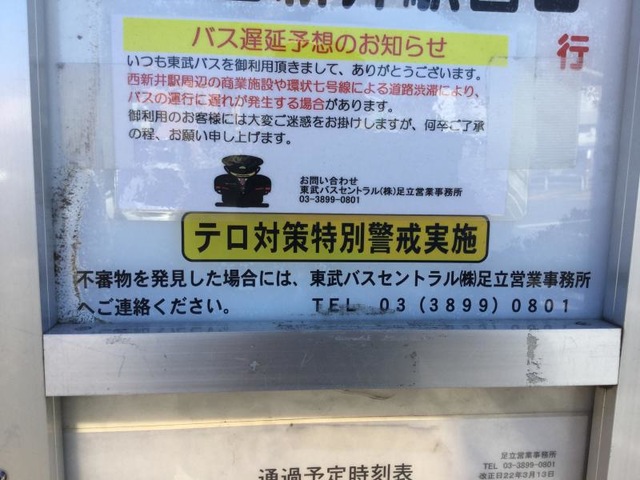 行
バス遅延予想のお知らせ
いつも東武バスを御利用頂きまして、ありがとうございます。
西新井駅周辺の商業施設や環状七号線による道路渋滞により、
バスの運行に遅れが発生する場合があります。
御利用のお客様には大変ご迷惑をお掛けしますが、何卒ご了承
の程、お願い申し上げます。
お問い合わせ
東武バスセントラル(株)足立営業事務所
03-3899-0801
テロ対策特別警戒実施
不審物を発見した場合には、東武バスセントラル㈱足立営業事務所
へご連絡ください。 TEL 03(3899)0801
足立営業事務所
TEL 03-3899-0801
改正日22年3月13日
通過予定時刻表